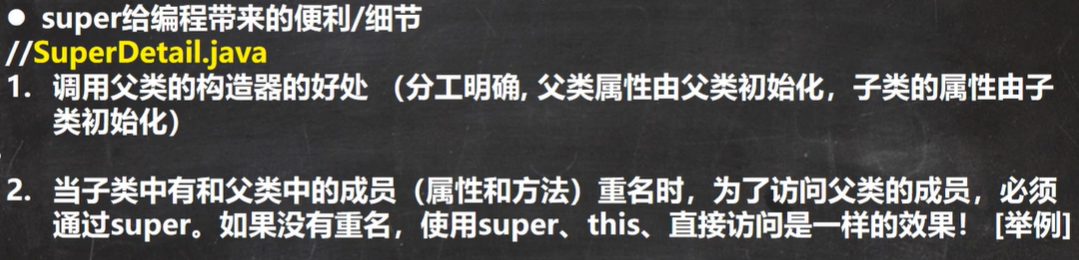 ● super给编程带来的便利/细节
//SuperDetail.java
1. 调用父类的构造器的好处 （分工明确, 父类属性由父类初始化，子类的属性由子
类初始化）
2. 当子类中有和父类中的成员（属性和方法）重名时，为了访问父类的成员，必须
通过super。如果没有重名，使用super、this、直接访问是一样的效果！ [举例]